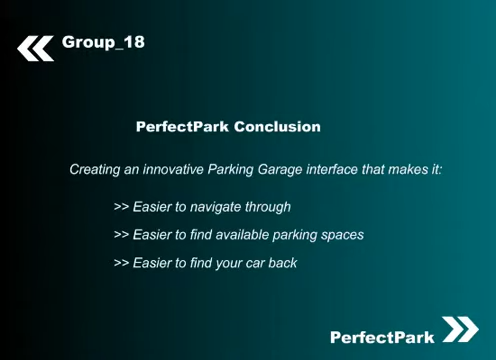 Group_18
PerfectPark Conclusion
Creating an innovative Parking Garage interface that makes it:
>> Easier to navigate through
>> Easier to find available parking spaces
>> Easier to find your car back
PerfectPark